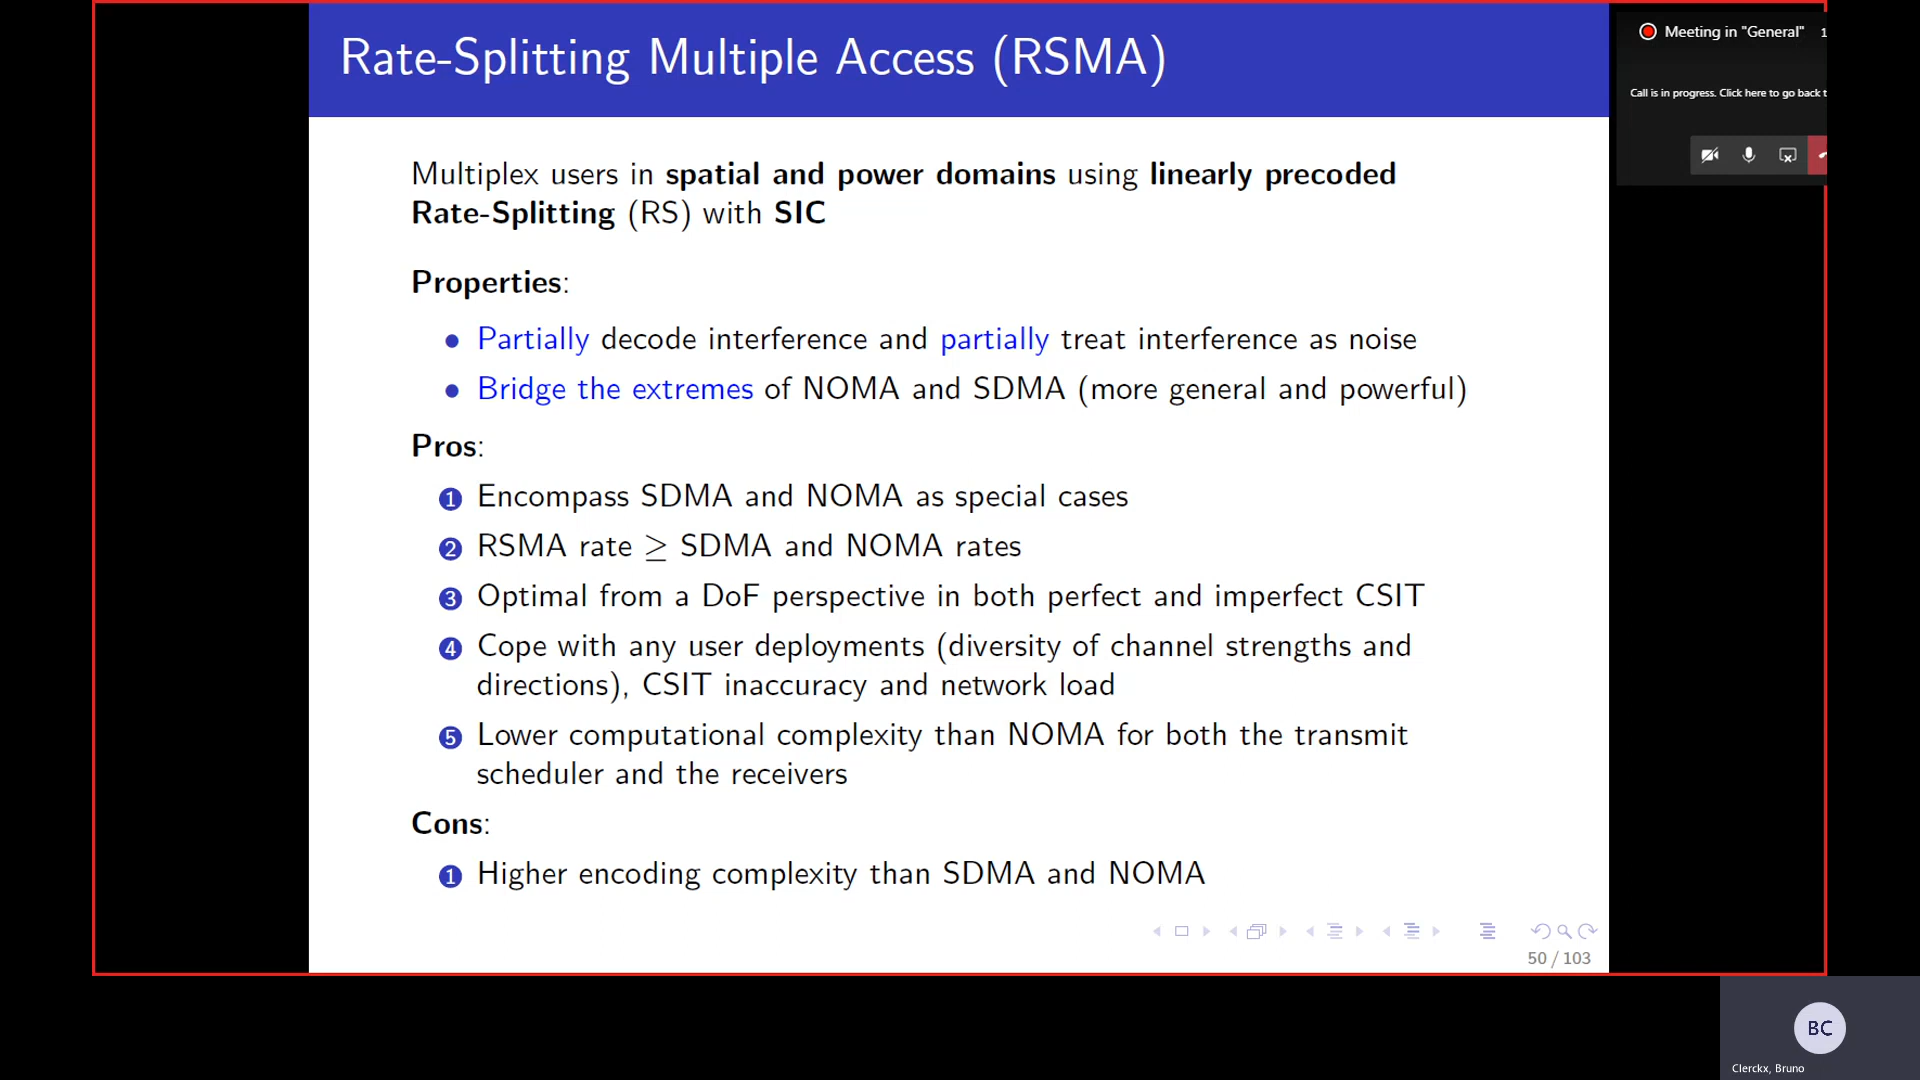 Rate-Splitting Multiple Access (RSMA)
Meeting in "General"
Call is in progress. Click here to go back t
Multiplex users in spatial and power domains using linearly precoded
Rate-Splitting (RS) with SIC
Properties:
• Partially decode interference and partially treat interference as noise
• Bridge the extremes of NOMA and SDMA (more general and powerful)
Pros:
1 Encompass SDMA and NOMA as special cases
2 RSMA rate ≥ SDMA and NOMA rates
3 Optimal from a DoF perspective in both perfect and imperfect CSIT
4 Cope with any user deployments (diversity of channel strengths and
directions), CSIT inaccuracy and network load
5 Lower computational complexity than NOMA for both the transmit
scheduler and the receivers
Cons:
1 Higher encoding complexity than SDMA and NOMA
50 / 103
BC
Clerckx, Bruno